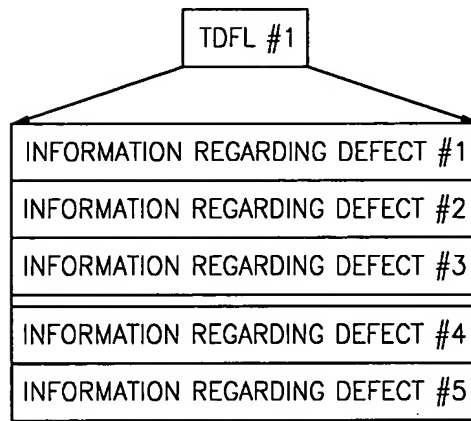 TDFL #1
INFORMATION REGARDING DEFECT #1
INFORMATION REGARDING DEFECT #2
INFORMATION REGARDING DEFECT #3
INFORMATION REGARDING DEFECT #4
INFORMATION REGARDING DEFECT #5